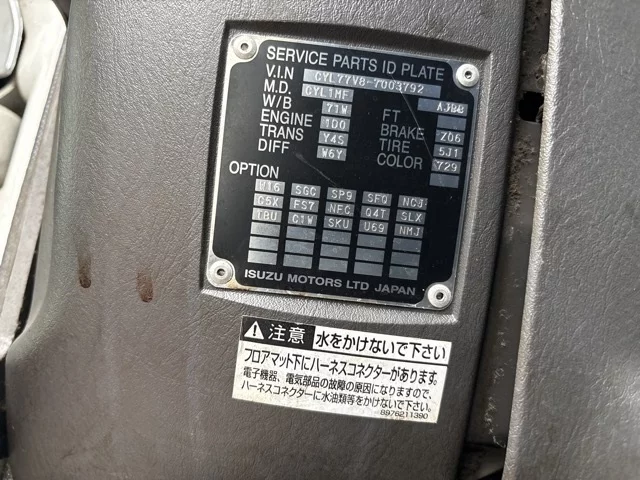 SERVICE PARTS ID PLATE
V.I.N CYL77V8-7003792
M.D. CYL1MF
W/B 71W FT AJBB
ENGINE 1D0 BRAKE Z06
TRANS Y4S TIRE 5J1
DIFF W6Y COLOR 729
OPTION
H16 SGC SP9 SFQ NC3
C5X FS7 NFC Q4T SLX
TBU C1W SKU U69 NMJ
ISUZU MOTORS LTD JAPAN
注意 水をかけないで下さい
フロアマット下にハーネスコネクターがあります。
電子機器、電気部品の故障の原因になりますので、
ハーネスコネクターに水油類等をかけないで下さい。
8976211390